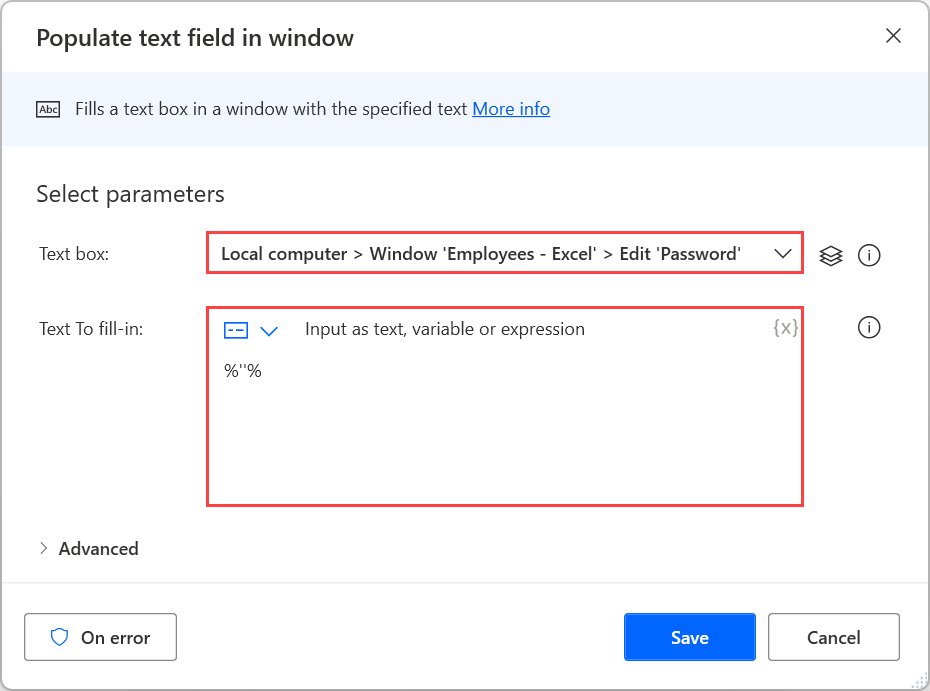 Populate text field in window
Abc Fills a text box in a window with the specified text More info
Select parameters
Text box: Local computer > Window 'Employees - Excel' > Edit 'Password'
Text To fill-in: Input as text, variable or expression {x}
%''%
Advanced
On error Save Cancel